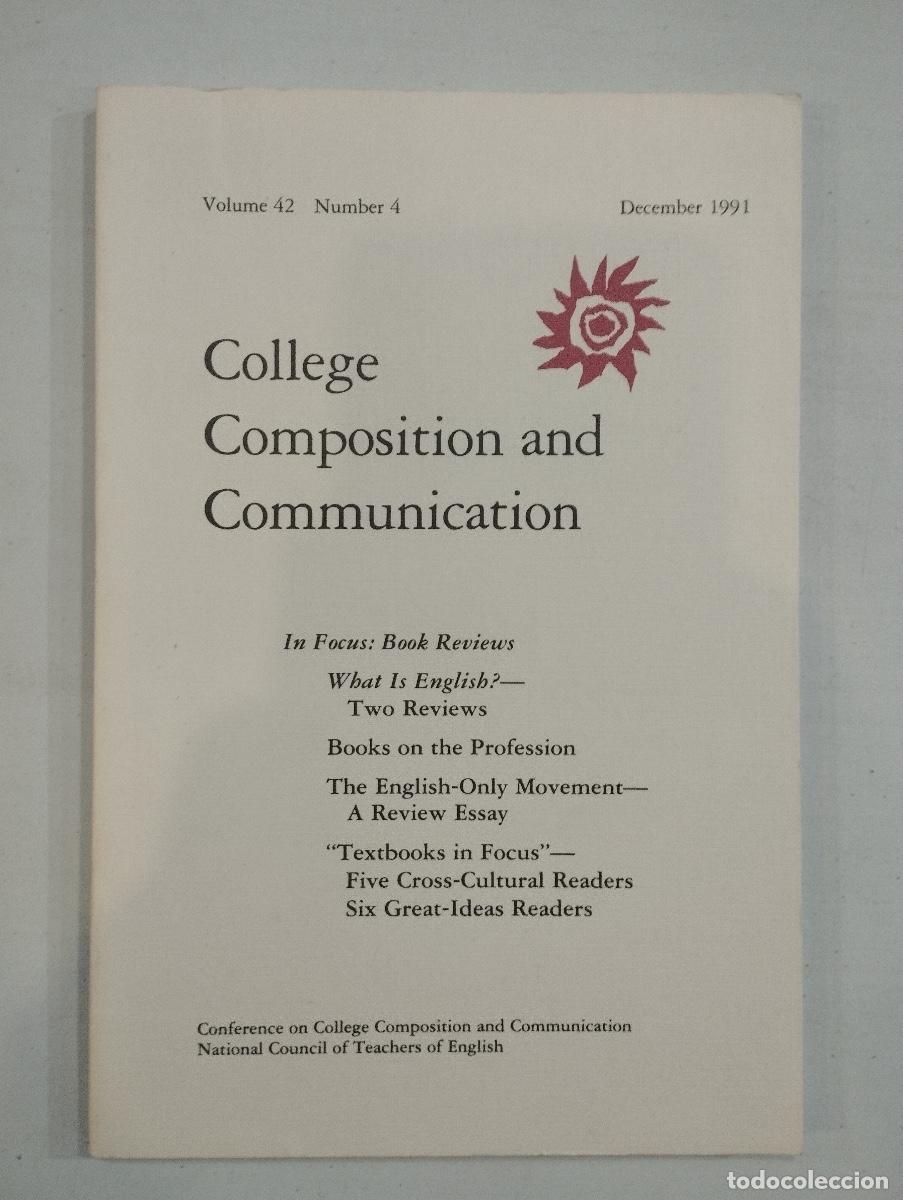 Volume 42 Number 4 December 1991
College
Composition and
Communication
In Focus: Book Reviews
What Is English?—
Two Reviews
Books on the Profession
The English-Only Movement—
A Review Essay
“Textbooks in Focus”—
Five Cross-Cultural Readers
Six Great-Ideas Readers
Conference on College Composition and Communication
National Council of Teachers of English
todocoleccion